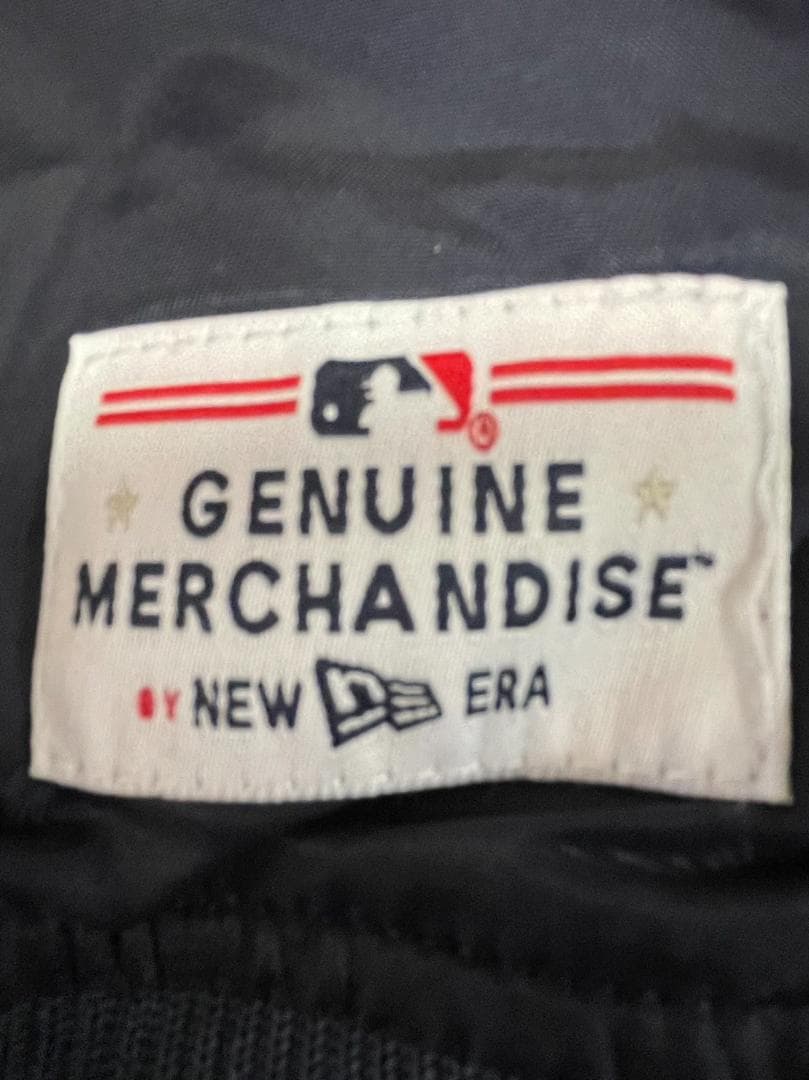 ®
GENUINE
MERCHANDISE™
BY NEW ERA